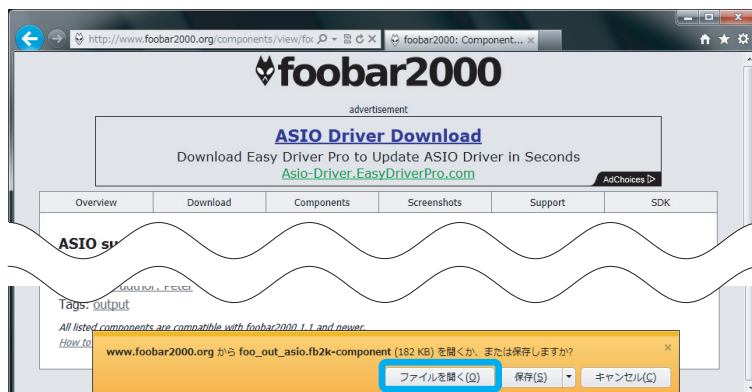 http://www.foobar2000.org/components/view/foo
foobar2000: Component...
foobar2000
advertisement
ASIO Driver Download
Download Easy Driver Pro to Update ASIO Driver in Seconds
Asio-Driver.EasyDriverPro.com
AdChoices
Overview Download Components Screenshots Support SDK
ASIO
author: Peter
Tags: output
All listed components are compatible with foobar2000 1.1 and newer.
How to
www.foobar2000.org から foo_out_asio.fb2k-component (182 KB) を開くか、または保存しますか?
ファイルを開く(O) 保存(S) キャンセル(C)